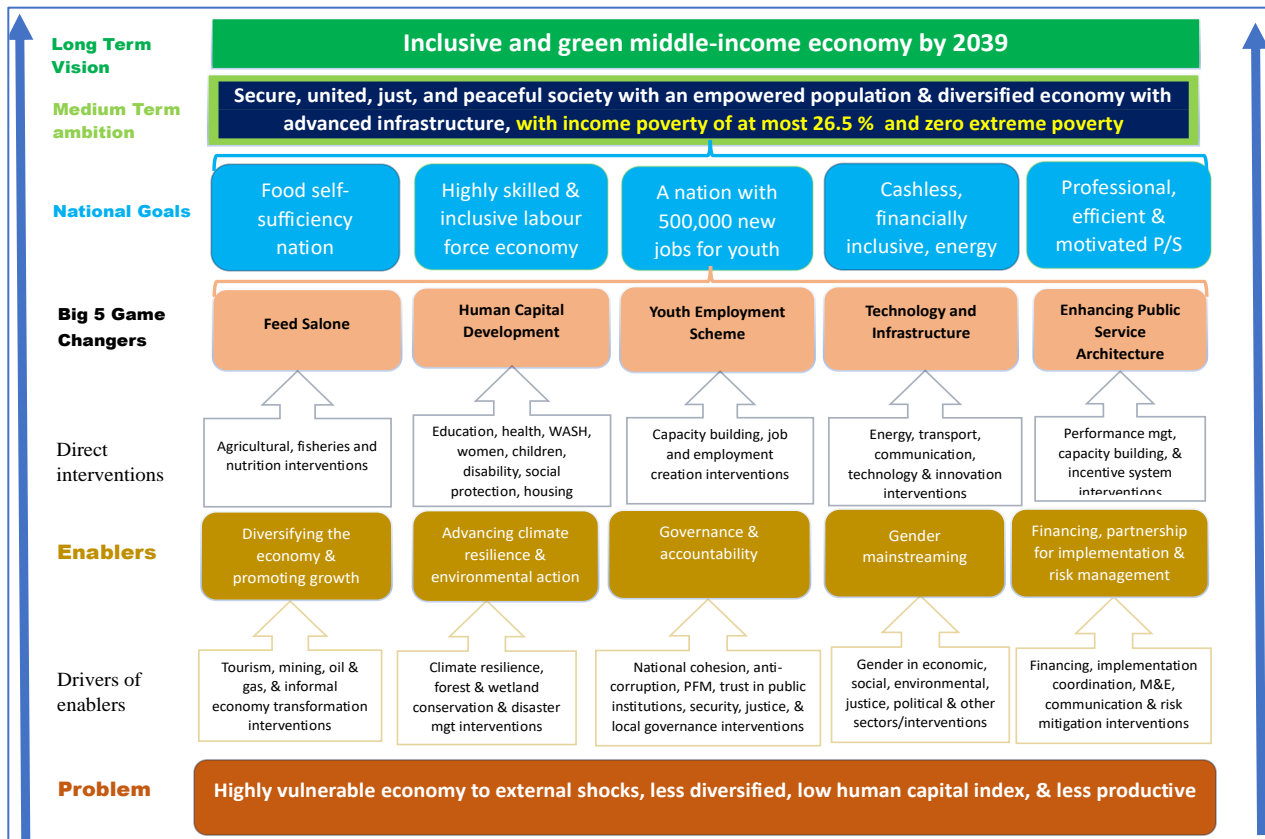 Long Term
Vision
Inclusive and green middle-income economy by 2039
Medium Term
ambition
Secure, united, just, and peaceful society with an empowered population & diversified economy with
advanced infrastructure, with income poverty of at most 26.5 % and zero extreme poverty
National Goals
Food self-
sufficiency
nation
Highly skilled &
inclusive labour
force economy
A nation with
500,000 new
jobs for youth
Cashless,
financially
inclusive, energy
Professional,
efficient &
motivated P/S
Big 5 Game
Changers
Feed Salone
Human Capital
Development
Youth Employment
Scheme
Technology and
Infrastructure
Enhancing Public
Service
Architecture
Direct
interventions
Agricultural, fisheries and
nutrition interventions
Education, health, WASH,
women, children,
disability, social
protection, housing
Capacity building, job
and employment
creation interventions
Energy, transport,
communication,
technology & innovation
interventions
Performance mgt,
capacity building, &
incentive system
interventions
Enablers
Diversifying the
economy &
promoting growth
Advancing climate
resilience &
environmental action
Governance &
accountability
Gender
mainstreaming
Financing, partnership
for implementation &
risk management
Drivers of
enablers
Tourism, mining, oil &
gas, & informal
economy transformation
interventions
Climate resilience,
forest & wetland
conservation & disaster
mgt interventions
National cohesion, anti-
corruption, PFM, trust in public
institutions, security, justice, &
local governance interventions
Gender in economic,
social, environmental,
justice, political & other
sectors/interventions
Financing, implementation
coordination, M&E,
communication & risk
mitigation interventions
Problem
Highly vulnerable economy to external shocks, less diversified, low human capital index, & less productive